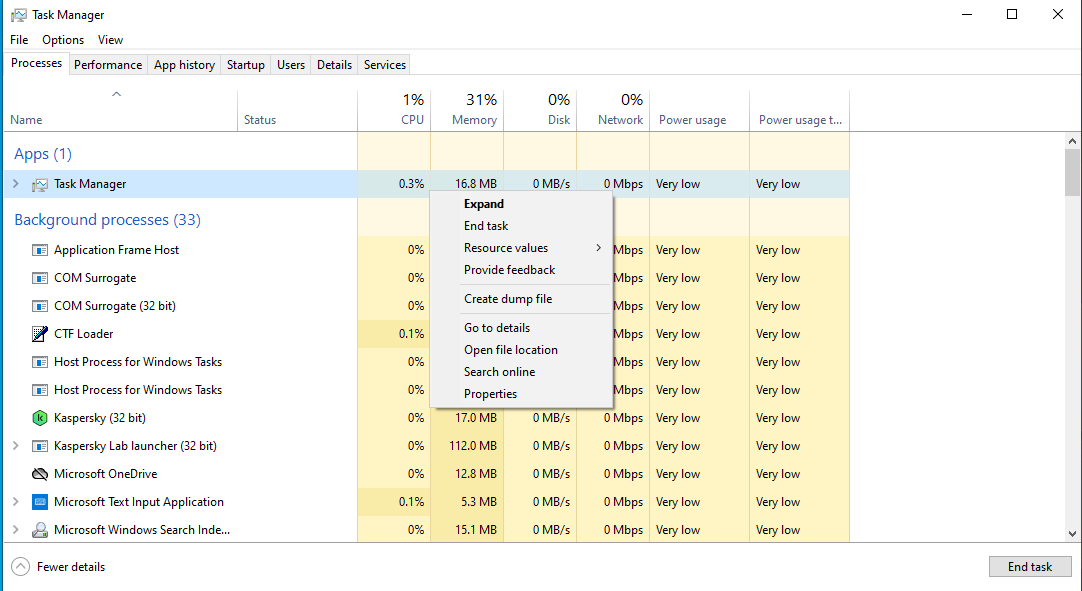 Task Manager
File Options View
Processes Performance App history Startup Users Details Services
1% 31% 0% 0%
Name Status CPU Memory Disk Network Power usage Power usage t...
Apps (1)
Task Manager 0.3% 16.8 MB 0 MB/s 0 Mbps Very low Very low
Expand
End task
Resource values
Provide feedback
Create dump file
Go to details
Open file location
Search online
Properties
Background processes (33)
Application Frame Host 0% Mbps Very low Very low
COM Surrogate 0% Mbps Very low Very low
COM Surrogate (32 bit) 0% Mbps Very low Very low
CTF Loader 0.1% Mbps Very low Very low
Host Process for Windows Tasks 0% Mbps Very low Very low
Host Process for Windows Tasks 0% Mbps Very low Very low
Kaspersky (32 bit) 0% 17.0 MB 0 MB/s 0 Mbps Very low Very low
Kaspersky Lab launcher (32 bit) 0% 112.0 MB 0 MB/s 0 Mbps Very low Very low
Microsoft OneDrive 0% 12.8 MB 0 MB/s 0 Mbps Very low Very low
Microsoft Text Input Application 0.1% 5.3 MB 0 MB/s 0 Mbps Very low Very low
Microsoft Windows Search Inde... 0% 15.1 MB 0 MB/s 0 Mbps Very low Very low
Fewer details End task